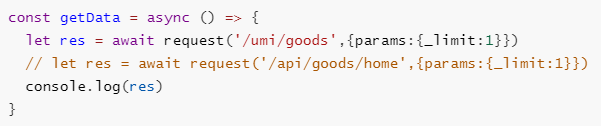 const getData = async () => {
  let res = await request('/umi/goods',{params:{_limit:1}})
  // let res = await request('/api/goods/home',{params:{_limit:1}})
  console.log(res)
}